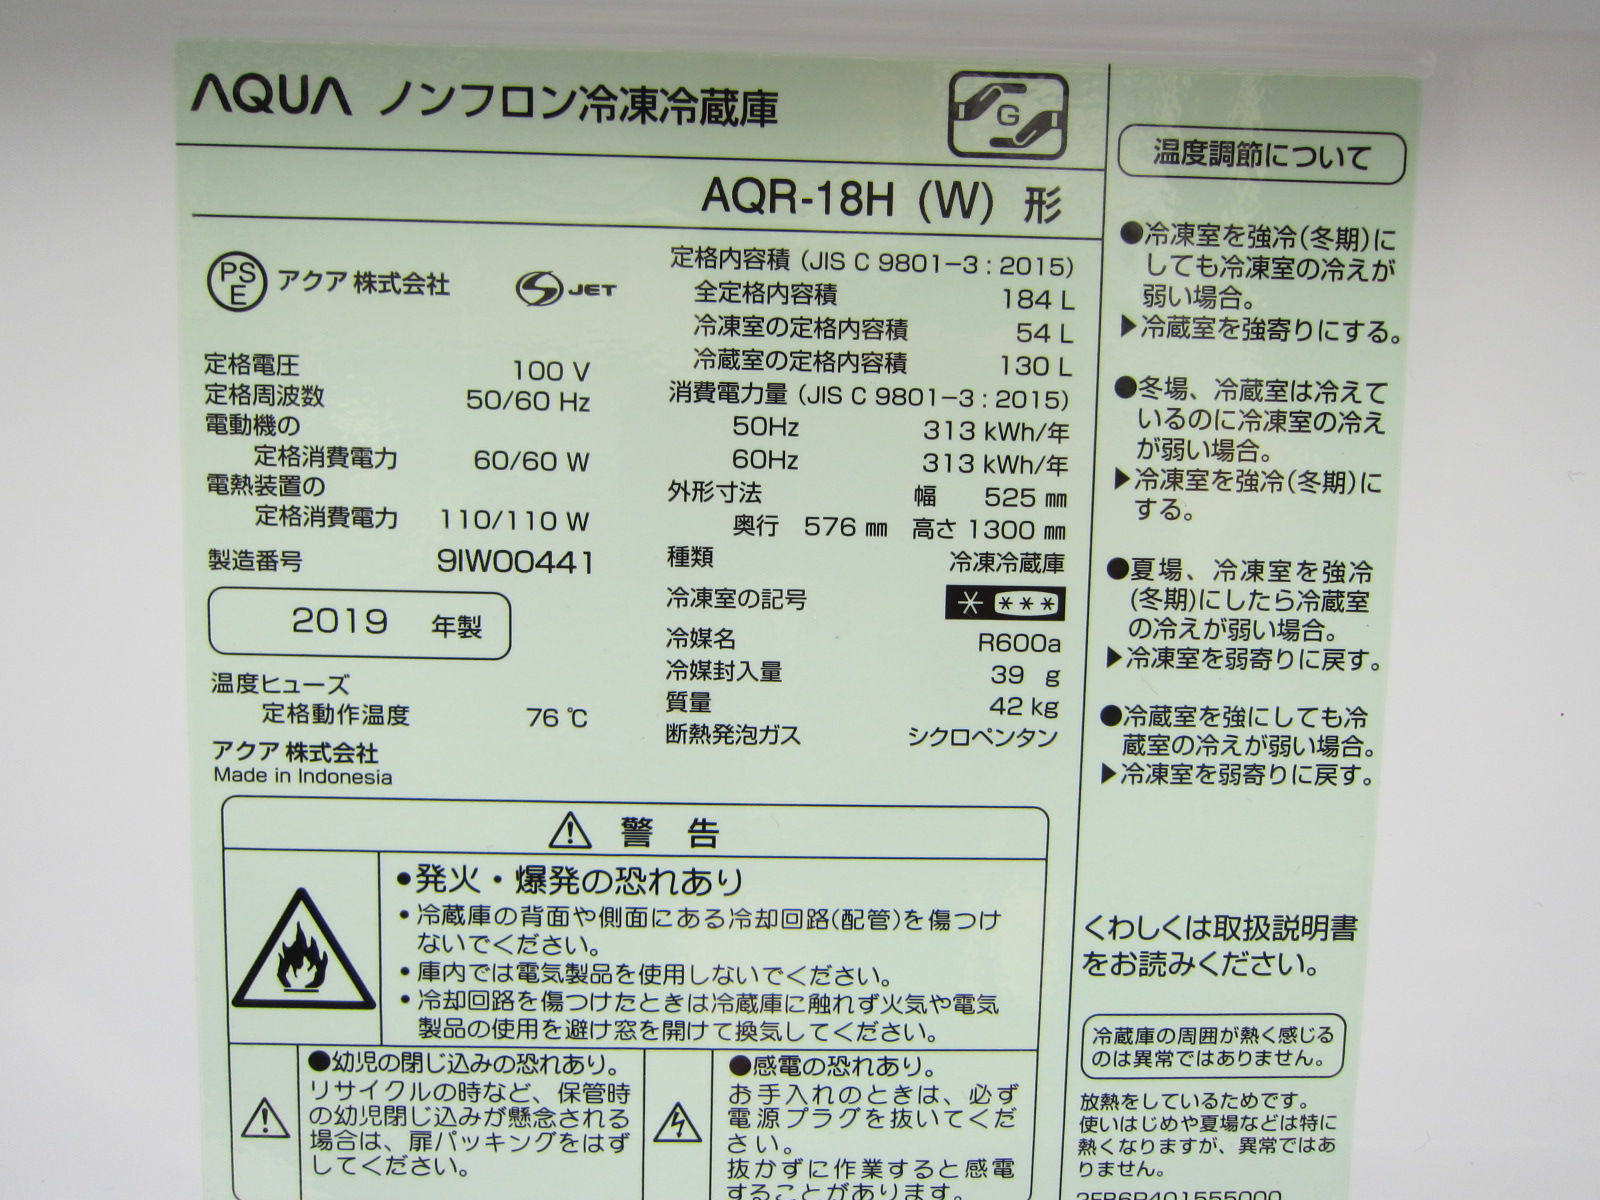 AQUA ノンフロン冷凍冷蔵庫
G
AQR-18H (W) 形
PS
E
アクア 株式会社
JET
定格電圧 100 V
定格周波数 50/60 Hz
電動機の
定格消費電力 60/60 W
電熱装置の
定格消費電力 110/110 W
製造番号 9IW00441
2019 年製
温度ヒューズ
定格動作温度 76 ℃
アクア 株式会社
Made in Indonesia
定格内容積 (JIS C 9801−3 : 2015)
全定格内容積 184 L
冷凍室の定格内容積 54 L
冷蔵室の定格内容積 130 L
消費電力量 (JIS C 9801−3 : 2015)
50Hz 313 kWh/年
60Hz 313 kWh/年
外形寸法 幅 525 ㎜
奥行 576 ㎜ 高さ 1300 ㎜
種類 冷凍冷蔵庫
冷凍室の記号 * ***
冷媒名 R600a
冷媒封入量 39 g
質量 42 kg
断熱発泡ガス シクロペンタン
⚠ 警 告
•発火・爆発の恐れあり
•冷蔵庫の背面や側面にある冷却回路(配管)を傷つけ
ないでください。
•庫内では電気製品を使用しないでください。
•冷却回路を傷つけたときは冷蔵庫に触れず火気や電気
製品の使用を避け窓を開けて換気してください。
●幼児の閉じ込みの恐れあり。
リサイクルの時など、保管時
の幼児閉じ込みが懸念される
場合は、扉パッキングをはず
してください。
●感電の恐れあり。
お手入れのときは、必ず
電源プラグを抜いてくだ
さい。
抜かずに作業すると感電
することがあります。
温度調節について
●冷凍室を強冷(冬期)に
しても冷凍室の冷えが
弱い場合。
▶冷蔵室を強寄りにする。
●冬場、冷蔵室は冷えて
いるのに冷凍室の冷え
が弱い場合。
▶冷凍室を強冷(冬期)に
する。
●夏場、冷凍室を強冷
(冬期)にしたら冷蔵室
の冷えが弱い場合。
▶冷凍室を弱寄りに戻す。
●冷蔵室を強にしても冷
蔵室の冷えが弱い場合。
▶冷凍室を弱寄りに戻す。
くわしくは取扱説明書
をお読みください。
冷蔵庫の周囲が熱く感じる
のは異常ではありません。
放熱をしているためです。
使いはじめや夏場などは特に
熱くなりますが、異常ではあ
りません。